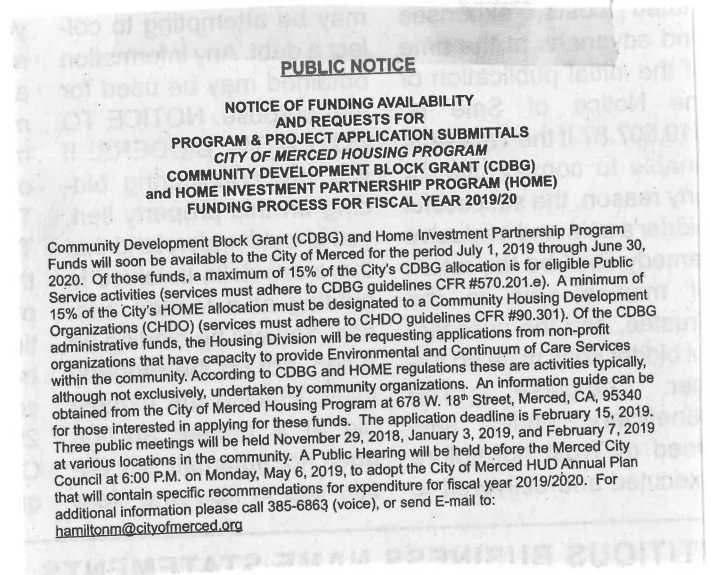 PUBLIC NOTICE
NOTICE OF FUNDING AVAILABILITY
AND REQUESTS FOR
PROGRAM & PROJECT APPLICATION SUBMITTALS
CITY OF MERCED HOUSING PROGRAM
COMMUNITY DEVELOPMENT BLOCK GRANT (CDBG)
and HOME INVESTMENT PARTNERSHIP PROGRAM (HOME)
FUNDING PROCESS FOR FISCAL YEAR 2019/20
Community Development Block Grant (CDBG) and Home Investment Partnership Program
Funds will soon be available to the City of Merced for the period July 1, 2019 through June 30,
2020. Of those funds, a maximum of 15% of the City's CDBG allocation is for eligible Public
Service activities (services must adhere to CDBG guidelines CFR #570.201.e). A minimum of
15% of the City's HOME allocation must be designated to a Community Housing Development
Organizations (CHDO) (services must adhere to CHDO guidelines CFR #90.301). Of the CDBG
administrative funds, the Housing Division will be requesting applications from non-profit
organizations that have capacity to provide Environmental and Continuum of Care Services
within the community. According to CDBG and HOME regulations these are activities typically,
although not exclusively, undertaken by community organizations. An information guide can be
obtained from the City of Merced Housing Program at 678 W. 18th Street, Merced, CA, 95340
for those interested in applying for these funds. The application deadline is February 15, 2019.
Three public meetings will be held November 29, 2018, January 3, 2019, and February 7, 2019
at various locations in the community. A Public Hearing will be held before the Merced City
Council at 6:00 P.M. on Monday, May 6, 2019, to adopt the City of Merced HUD Annual Plan
that will contain specific recommendations for expenditure for fiscal year 2019/2020. For
additional information please call 385-6863 (voice), or send E-mail to:
hamiltonm@cityofmerced.org